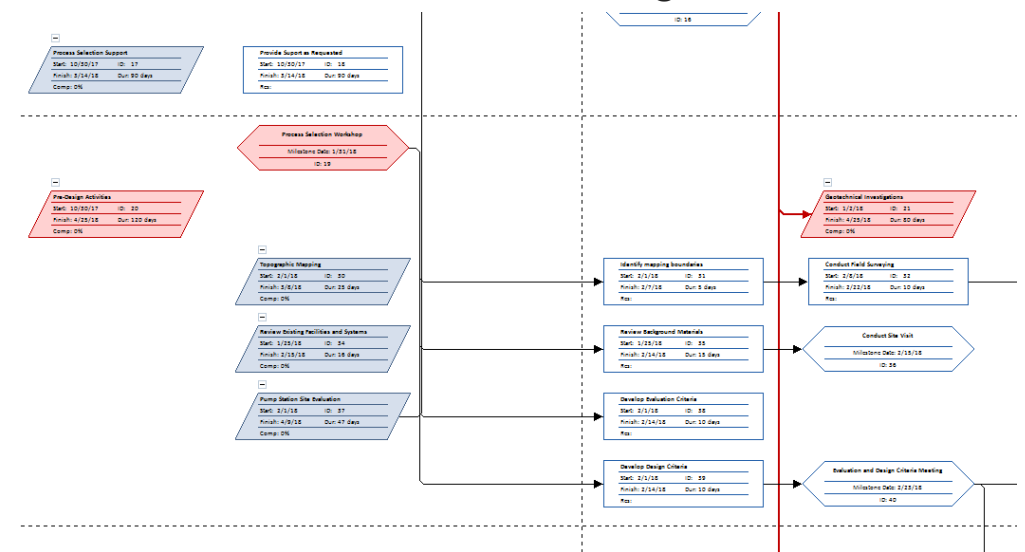 ID: 16
Process Selection Support
Start: 10/30/17 ID: 17
Finish: 3/14/18 Dur: 90 days
Comp: 0%
Provide Suport as Requested
Start: 10/30/17 ID: 18
Finish: 3/14/18 Dur: 90 days
Res:
Process Selection Workshop
Milestone Date: 1/31/18
ID: 19
Pre-Design Activities
Start: 10/30/17 ID: 20
Finish: 4/25/18 Dur: 120 days
Comp: 0%
Geotechnical Investigations
Start: 1/2/18 ID: 21
Finish: 4/25/18 Dur: 80 days
Comp: 0%
Topographic Mapping
Start: 2/1/18 ID: 30
Finish: 3/8/18 Dur: 25 days
Comp: 0%
Identify mapping bounderies
Start: 2/1/18 ID: 31
Finish: 2/7/18 Dur: 5 days
Res:
Conduct Field Surveying
Start: 2/8/18 ID: 32
Finish: 2/22/18 Dur: 10 days
Res:
Review Existing Facilities and Systems
Start: 1/25/18 ID: 34
Finish: 2/15/18 Dur: 16 days
Comp: 0%
Review Background Materials
Start: 1/25/18 ID: 35
Finish: 2/14/18 Dur: 15 days
Res:
Conduct Site Visit
Milestone Date: 2/15/18
ID: 36
Pump Station Site Evaluation
Start: 2/1/18 ID: 37
Finish: 4/9/18 Dur: 47 days
Comp: 0%
Develop Evaluation Criteria
Start: 2/1/18 ID: 38
Finish: 2/14/18 Dur: 10 days
Res:
Develop Design Criteria
Start: 2/1/18 ID: 39
Finish: 2/14/18 Dur: 10 days
Res:
Evaluation and Design Criteria Meeting
Milestone Date: 2/23/18
ID: 40